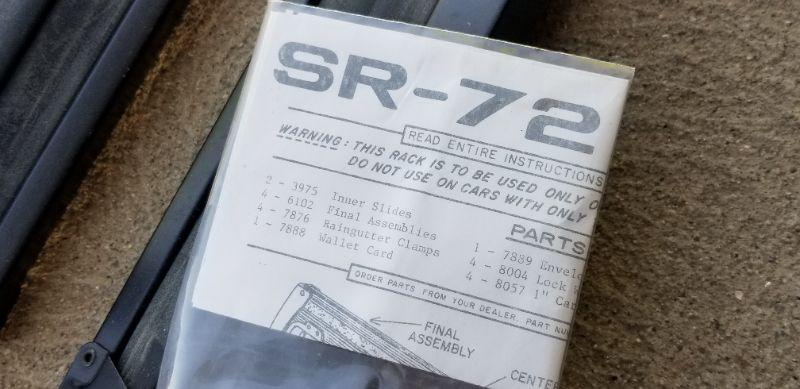 SR-72
READ ENTIRE INSTRUCTIONS
WARNING: THIS RACK IS TO BE USED ONLY
DO NOT USE ON CARS WITH ONLY
PARTS
2 - 3975 Inner Slides
4 - 6102 Final Assemblies
4 - 7876 Raingutter Clamps
1 - 7888 Wallet Card
1 - 7889
4 - 8004 Lock
4 - 8057 1"
ORDER PARTS FROM YOUR DEALER. PART
FINAL
ASSEMBLY